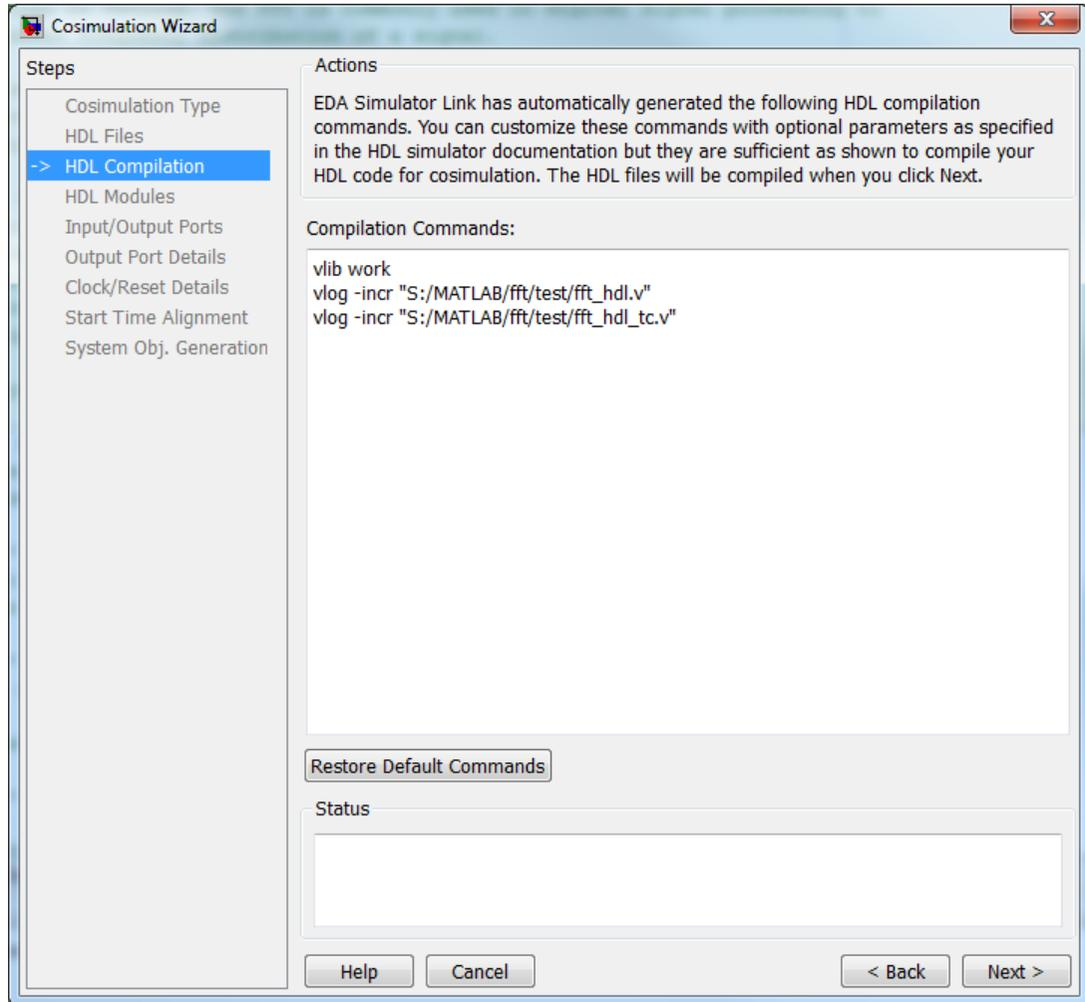 Cosimulation Wizard
Steps
Cosimulation Type
HDL Files
-> HDL Compilation
HDL Modules
Input/Output Ports
Output Port Details
Clock/Reset Details
Start Time Alignment
System Obj. Generation
Actions
EDA Simulator Link has automatically generated the following HDL compilation
commands. You can customize these commands with optional parameters as specified
in the HDL simulator documentation but they are sufficient as shown to compile your
HDL code for cosimulation. The HDL files will be compiled when you click Next.
Compilation Commands:
vlib work
vlog -incr "S:/MATLAB/fft/test/fft_hdl.v"
vlog -incr "S:/MATLAB/fft/test/fft_hdl_tc.v"
Restore Default Commands
Status
Help
Cancel
< Back
Next >